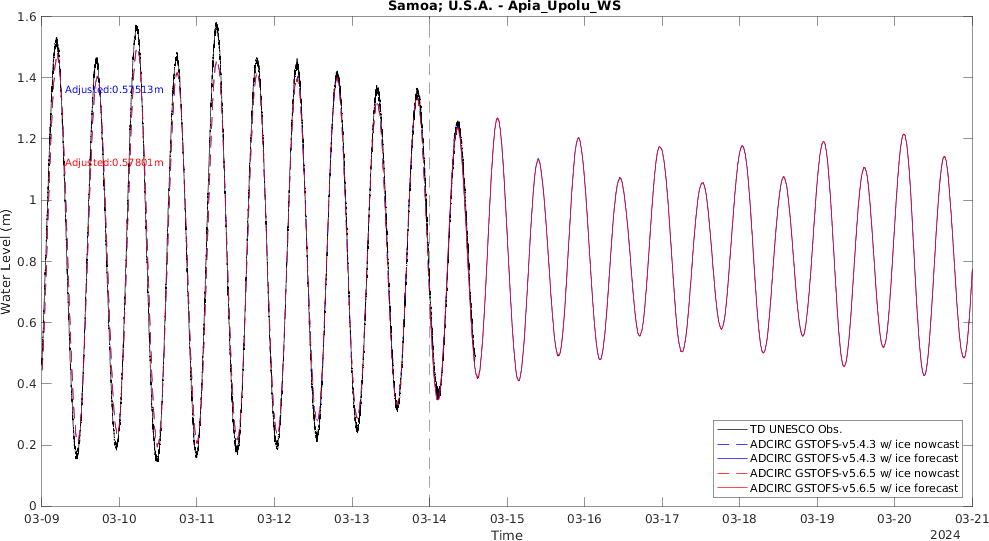 Samoa; U.S.A. - Apia_Upolu_WS
1.6
1.4
1.2
1
0.8
0.6
0.4
0.2
0
Water Level (m)
Adjusted:0.57513m
Adjusted:0.57801m
TD UNESCO Obs.
ADCIRC GSTOFS-v5.4.3 w/ ice nowcast
ADCIRC GSTOFS-v5.4.3 w/ ice forecast
ADCIRC GSTOFS-v5.6.5 w/ ice nowcast
ADCIRC GSTOFS-v5.6.5 w/ ice forecast
03-09 03-10 03-11 03-12 03-13 03-14 03-15 03-16 03-17 03-18 03-19 03-20 03-21
Time
2024